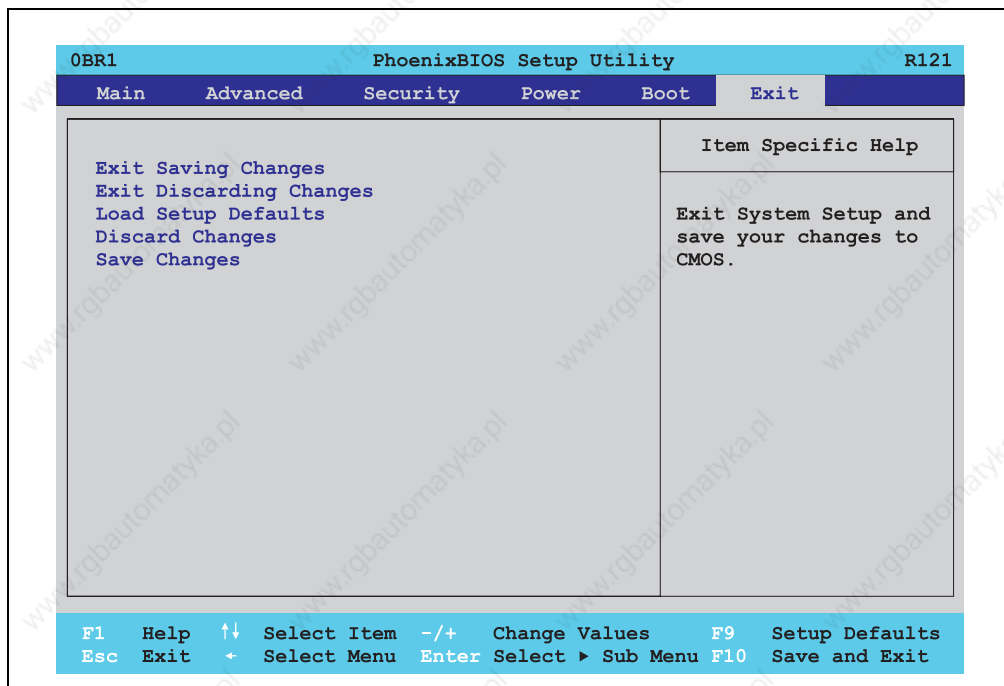 0BR1 PhoenixBIOS Setup Utility R121
Main Advanced Security Power Boot Exit
Exit Saving Changes
Exit Discarding Changes
Load Setup Defaults
Discard Changes
Save Changes
Item Specific Help
Exit System Setup and
save your changes to
CMOS.
F1 Help ↑↓ Select Item -/+ Change Values F9 Setup Defaults
Esc Exit ← Select Menu Enter Select ▶ Sub Menu F10 Save and Exit
www.rgbautomatyka.pl